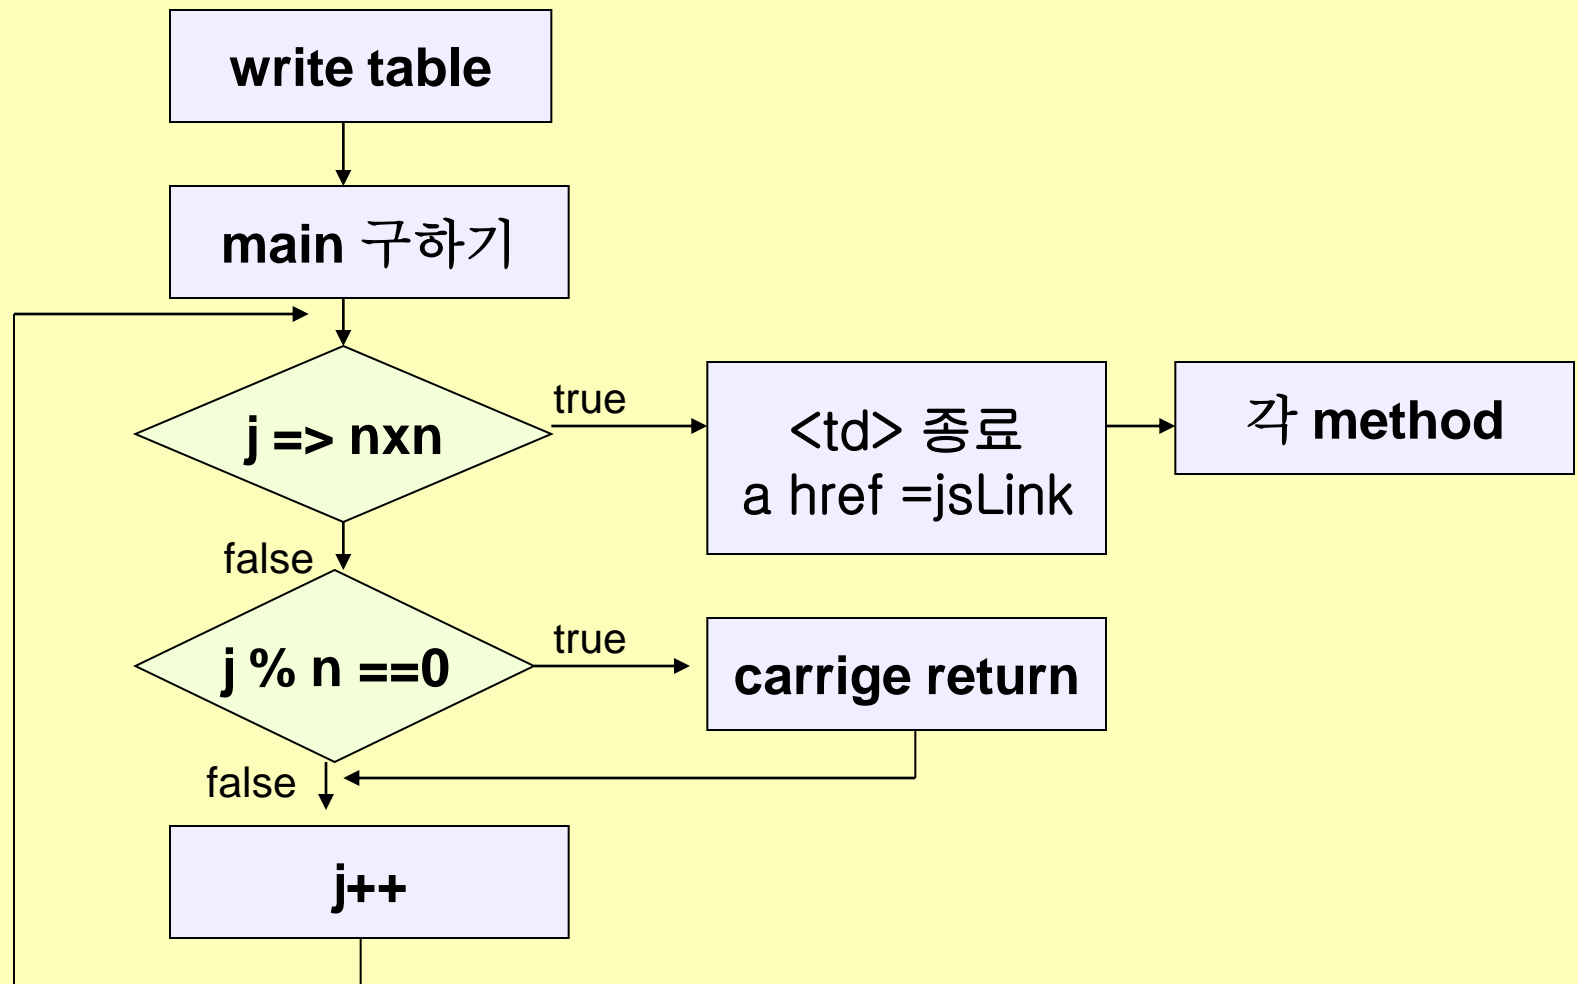 write table
main 구하기
j => nxn
true
<td> 종료
a href =jsLink
각 method
false
j % n ==0
true
carrige return
false
j++